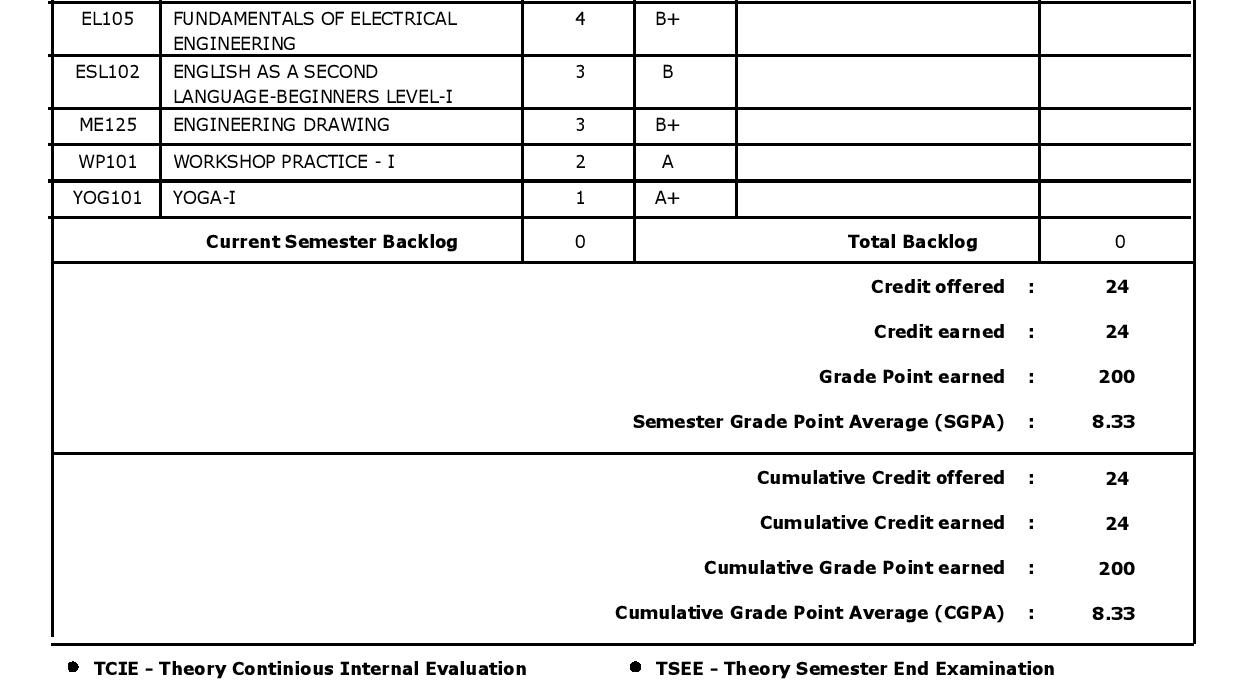 EL105 FUNDAMENTALS OF ELECTRICAL 4 B+
ENGINEERING
ESL102 ENGLISH AS A SECOND 3 B
LANGUAGE-BEGINNERS LEVEL-I
ME125 ENGINEERING DRAWING 3 B+
WP101 WORKSHOP PRACTICE - I 2 A
YOG101 YOGA-I 1 A+
Current Semester Backlog 0 Total Backlog 0
Credit offered : 24
Credit earned : 24
Grade Point earned : 200
Semester Grade Point Average (SGPA) : 8.33
Cumulative Credit offered : 24
Cumulative Credit earned : 24
Cumulative Grade Point earned : 200
Cumulative Grade Point Average (CGPA) : 8.33
● TCIE - Theory Continious Internal Evaluation ● TSEE - Theory Semester End Examination